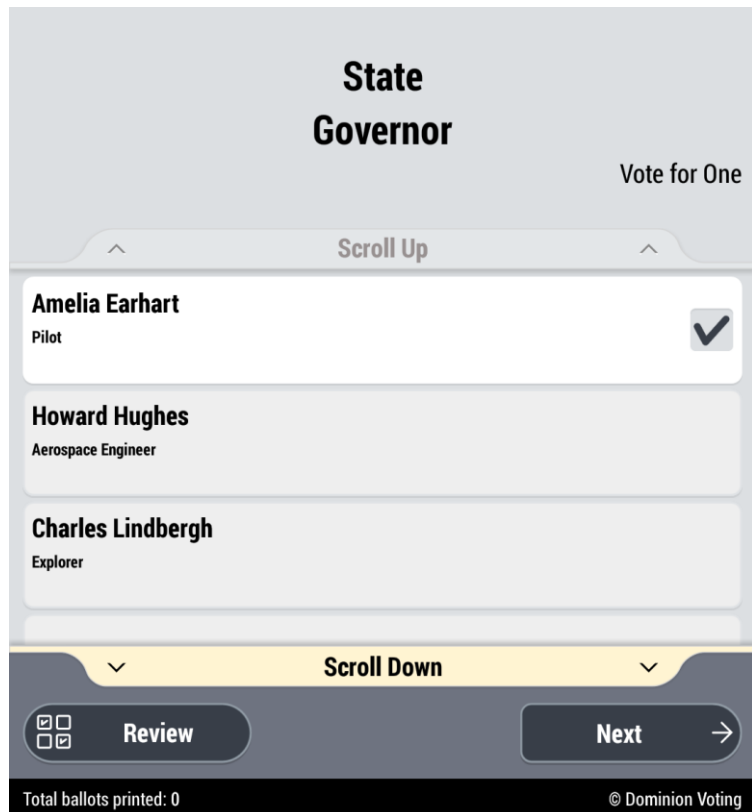 State
Governor
Vote for One
Scroll Up
Amelia Earhart
Pilot
Howard Hughes
Aerospace Engineer
Charles Lindbergh
Explorer
Scroll Down
Review
Next
Total ballots printed: 0
© Dominion Voting